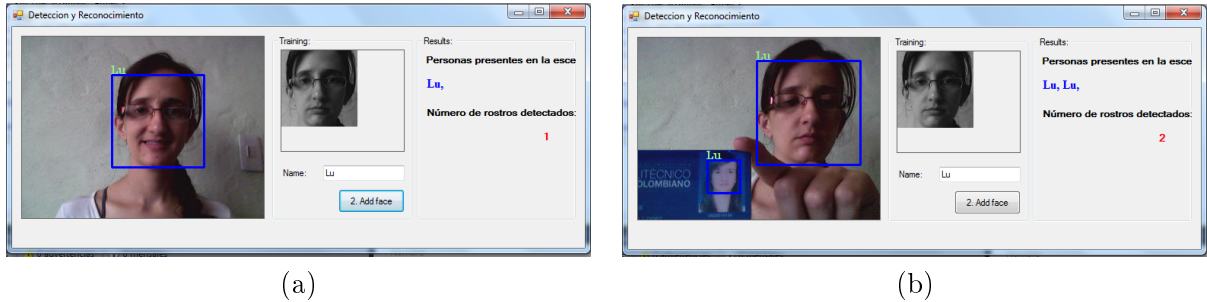 Deteccion y Reconocimiento
Lu
Training:
Name:
Lu
2. Add face
Results:
Personas presentes en la esce
Lu,
Número de rostros detectados:
1
(a)
Deteccion y Reconocimiento
Lu
Lu
ITÉCNICO
OLOMBIANO
Training:
Name:
Lu
2. Add face
Results:
Personas presentes en la esce
Lu, Lu,
Número de rostros detectados:
2
(b)